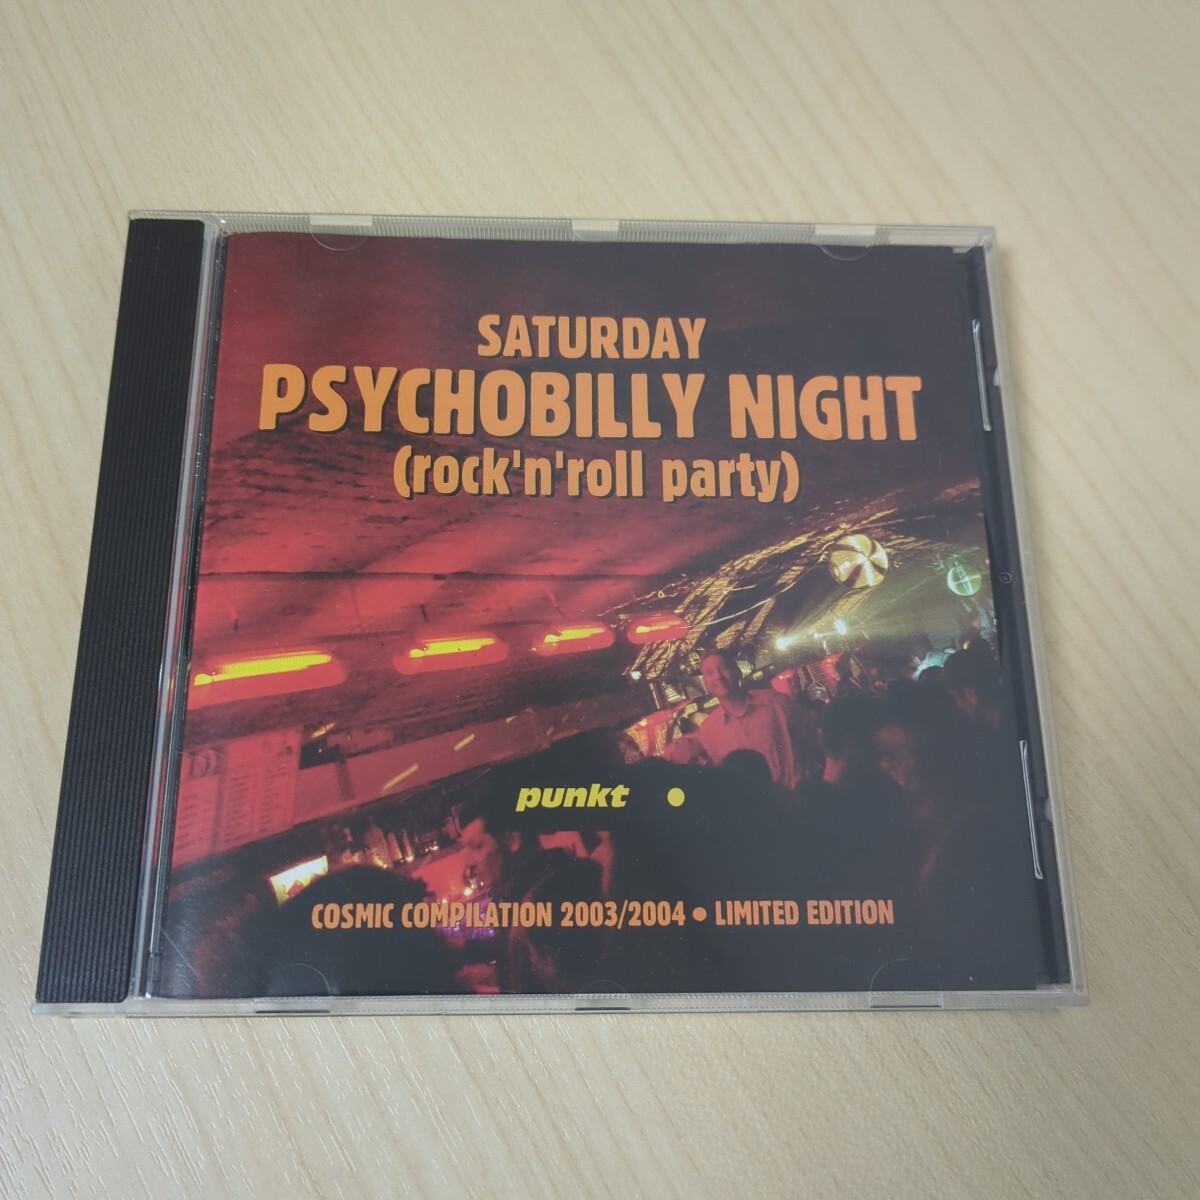 SATURDAY
PSYCHOBILLY NIGHT
(rock'n'roll party)
punkt
COSMIC COMPILATION 2003/2004 • LIMITED EDITION